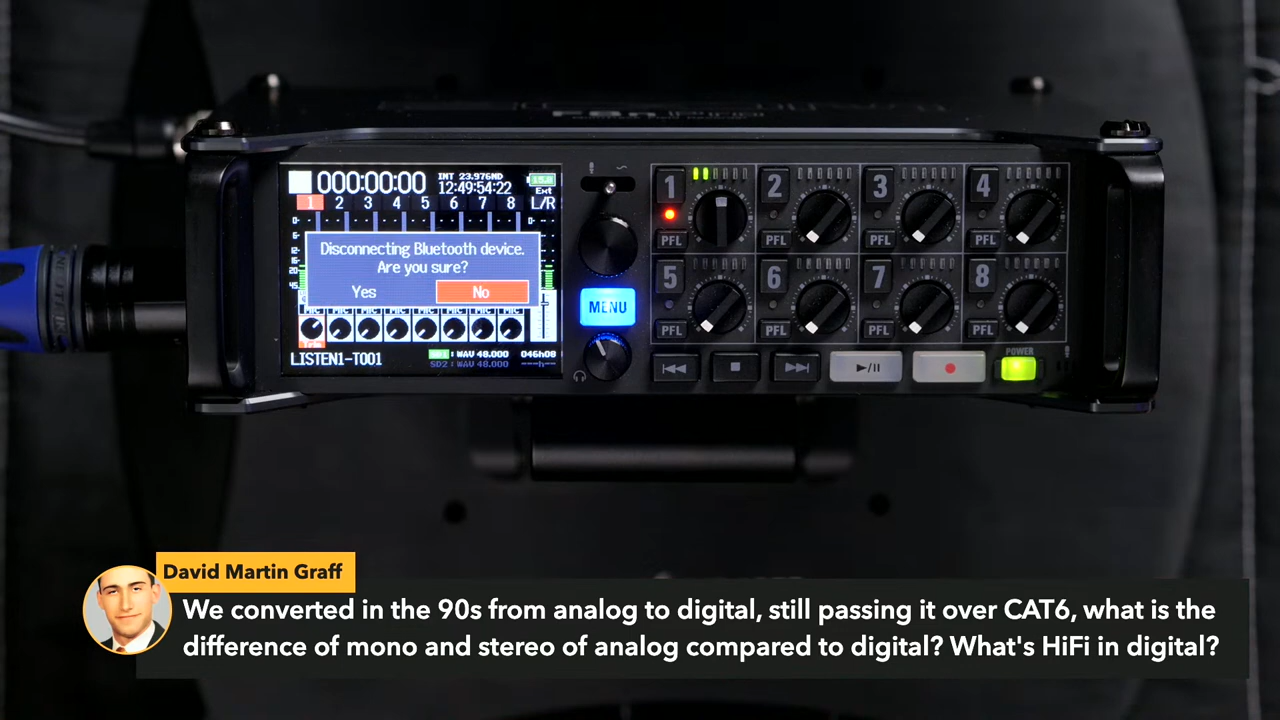 F8n Pro
000:00:00
INT 23.976ND
12:49:54:22
Ext
1 2 3 4 5 6 7 8 L/R
Disconnecting Bluetooth device.
Are you sure?
Yes No
Trim
LISTEN1-T001
SD1: WAV 48.000 046h08
SD2: WAV 48.000
MENU
1 2 3 4
PFL PFL PFL PFL
5 6 7 8
PFL PFL PFL PFL
POWER
David Martin Graff
We converted in the 90s from analog to digital, still passing it over CAT6, what is the
difference of mono and stereo of analog compared to digital? What's HiFi in digital?